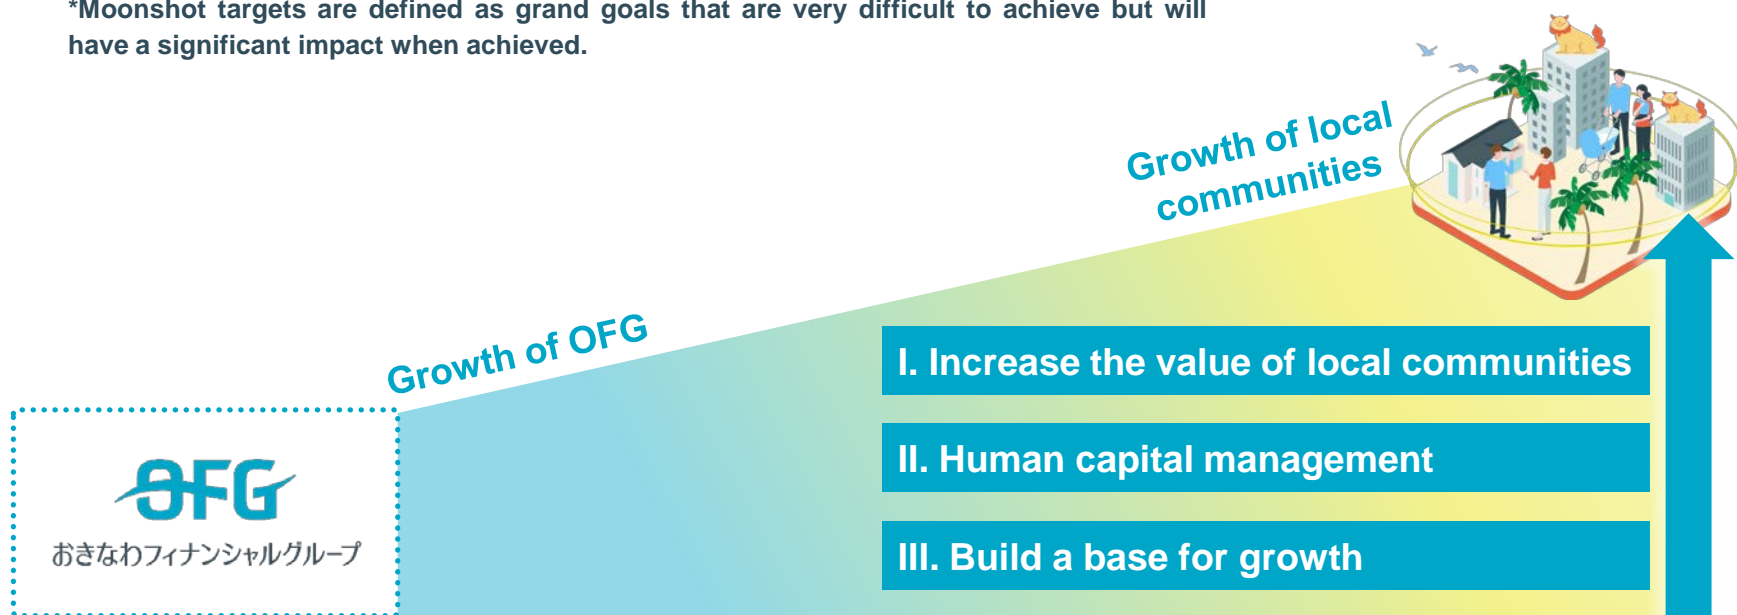 *Moonshot targets are defined as grand goals that are very difficult to achieve but will
have a significant impact when achieved.
Growth of local
communities
Growth of OFG
I. Increase the value of local communities
II. Human capital management
III. Build a base for growth
OFG
おきなわフィナンシャルグループ